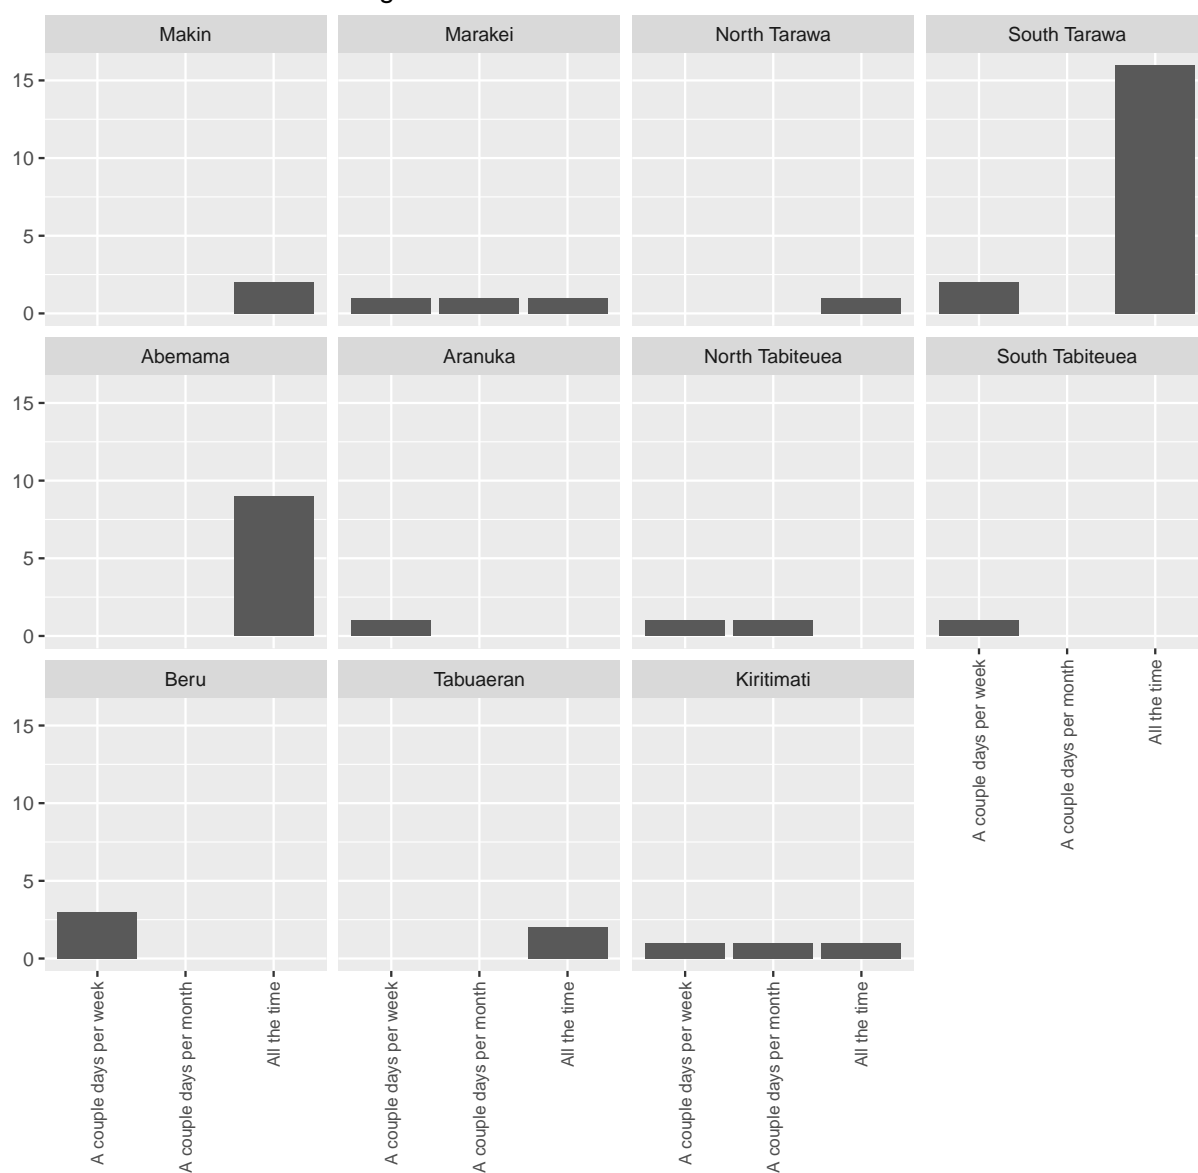 Makin Marakei North Tarawa South Tarawa
15
10
5
0
Abemama Aranuka North Tabiteuea South Tabiteuea
15
10
5
0
A couple days per week
A couple days per month
All the time
Beru Tabuaeran Kiritimati
15
10
5
0
A couple days per week
A couple days per month
All the time
A couple days per week
A couple days per month
All the time
A couple days per week
A couple days per month
All the time